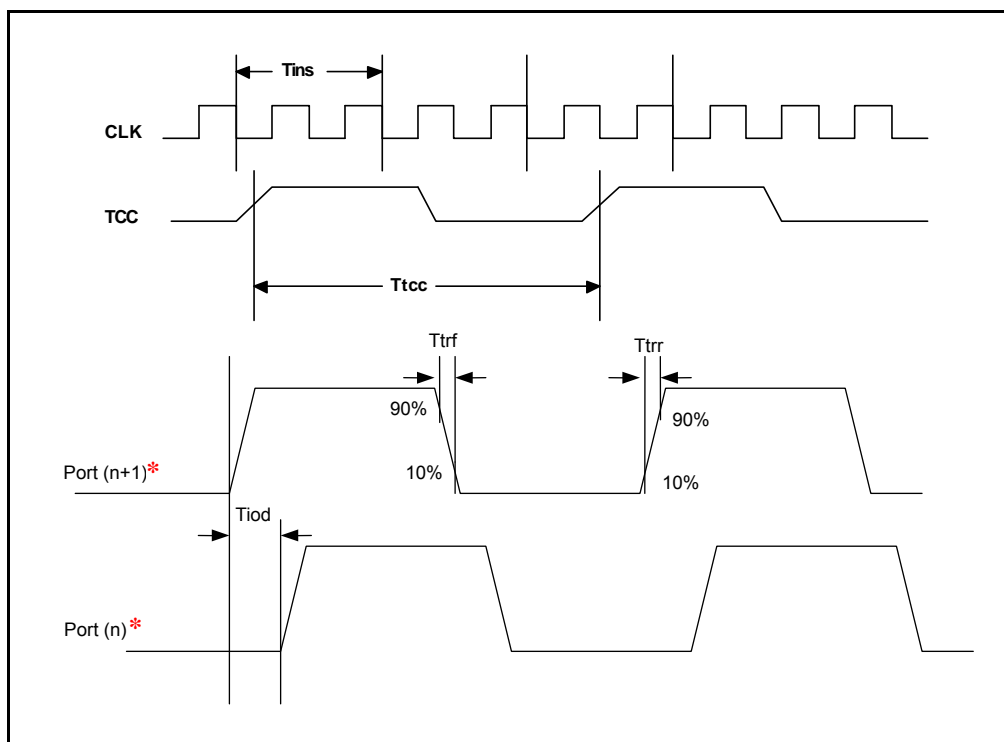 Tins
CLK
TCC
Ttcc
Ttrf
Ttrr
90%
90%
Port (n+1)*
10%
10%
Tiod
Port (n)*